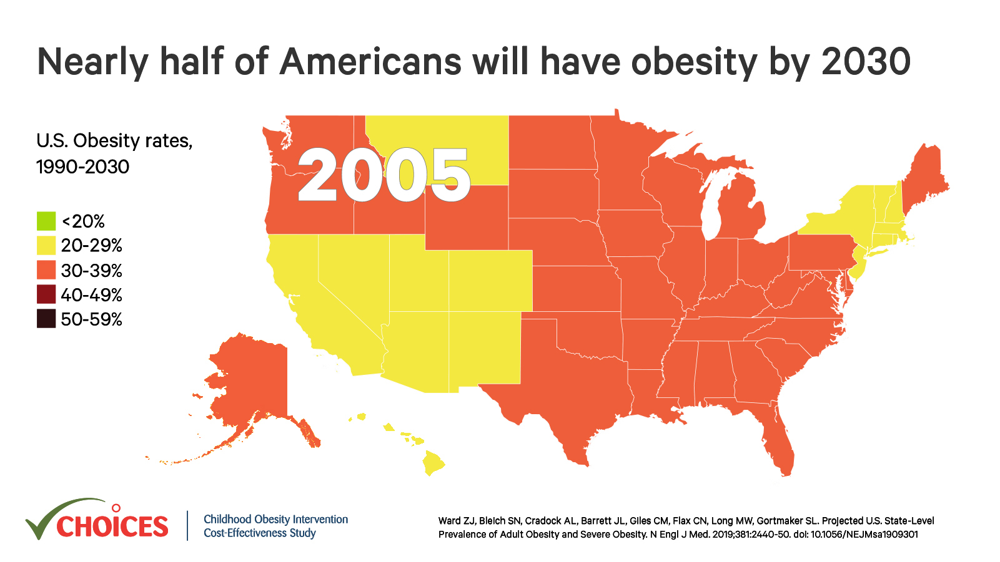 Nearly half of Americans will have obesity by 2030
U.S. Obesity rates,
1990-2030
2005
<20%
20-29%
30-39%
40-49%
50-59%
CHOICES
Childhood Obesity Intervention
Cost-Effectiveness Study
Ward ZJ, Bleich SN, Cradock AL, Barrett JL, Giles CM, Flax CN, Long MW, Gortmaker SL. Projected U.S. State-Level
Prevalence of Adult Obesity and Severe Obesity. N Engl J Med. 2019;381:2440-50. doi: 10.1056/NEJMsa1909301